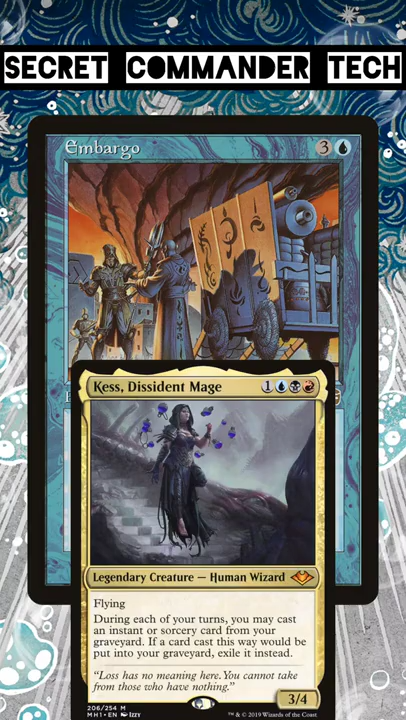 SECRET COMMANDER TECH
Embargo 3
Kess, Dissident Mage 1
Legendary Creature — Human Wizard
Flying
During each of your turns, you may cast
an instant or sorcery card from your
graveyard. If a card cast this way would be
put into your graveyard, exile it instead.
"Loss has no meaning here. You cannot take
from those who have nothing."
3/4
206/254 M
MH1 • EN Izzy
™ & © 2019 Wizards of the Coast